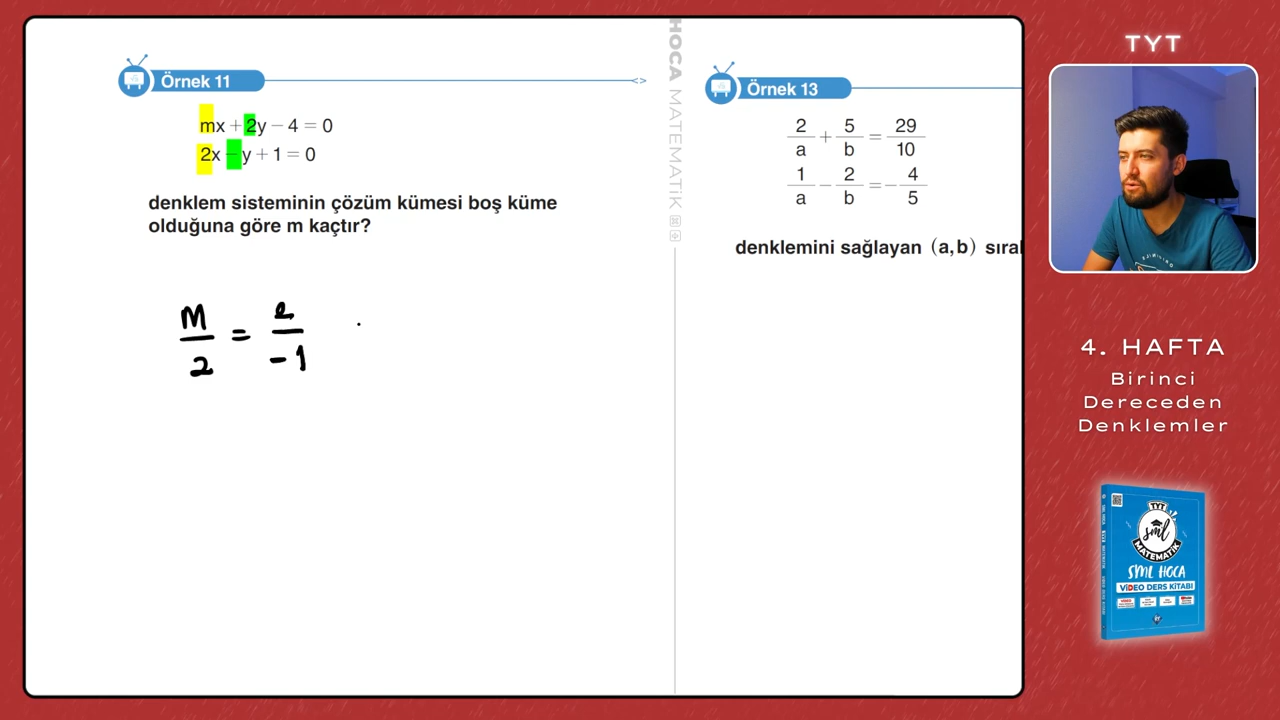 Örnek 11
mx + 2y − 4 = 0
2x − y + 1 = 0
denklem sisteminin çözüm kümesi boş küme
olduğuna göre m kaçtır?
m/2 = 2/-1
HOCA MATEMATİK
Örnek 13
2/a + 5/b = 29/10
1/a − 2/b = − 4/5
denklemini sağlayan (a,b) sıral
TYT
4. HAFTA
Birinci
Dereceden
Denklemler
TYT
sml
MATEMATİK
SML HOCA
VİDEO DERS KİTABI